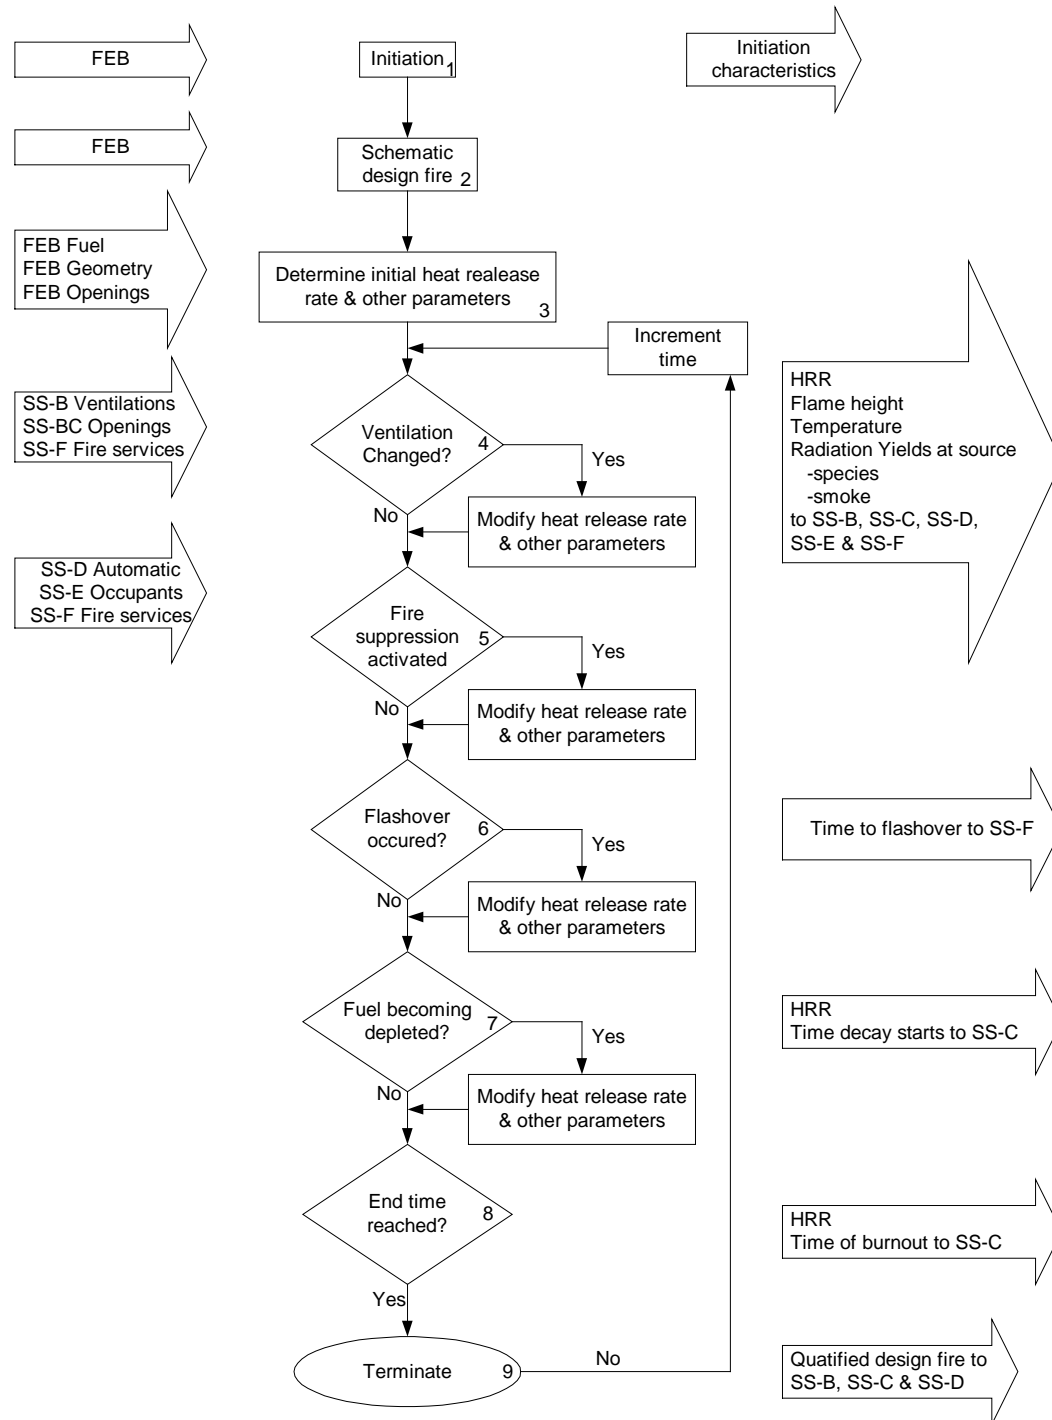 FEB
Initiation
1
Initiation
characteristics
FEB
Schematic
design fire
2
FEB Fuel
FEB Geometry
FEB Openings
Determine initial heat realease
rate & other parameters
3
Increment
time
SS-B Ventilations
SS-BC Openings
SS-F Fire services
Ventilation
Changed?
4
Yes
No
Modify heat release rate
& other parameters
HRR
Flame height
Temperature
Radiation Yields at source
-species
-smoke
to SS-B, SS-C, SS-D,
SS-E & SS-F
SS-D Automatic
SS-E Occupants
SS-F Fire services
Fire
suppression
activated
5
Yes
No
Modify heat release rate
& other parameters
Flashover
occured?
6
Yes
No
Modify heat release rate
& other parameters
Time to flashover to SS-F
Fuel becoming
depleted?
7
Yes
No
Modify heat release rate
& other parameters
HRR
Time decay starts to SS-C
End time
reached?
8
Yes
HRR
Time of burnout to SS-C
Terminate
9
No
Quatified design fire to
SS-B, SS-C & SS-D